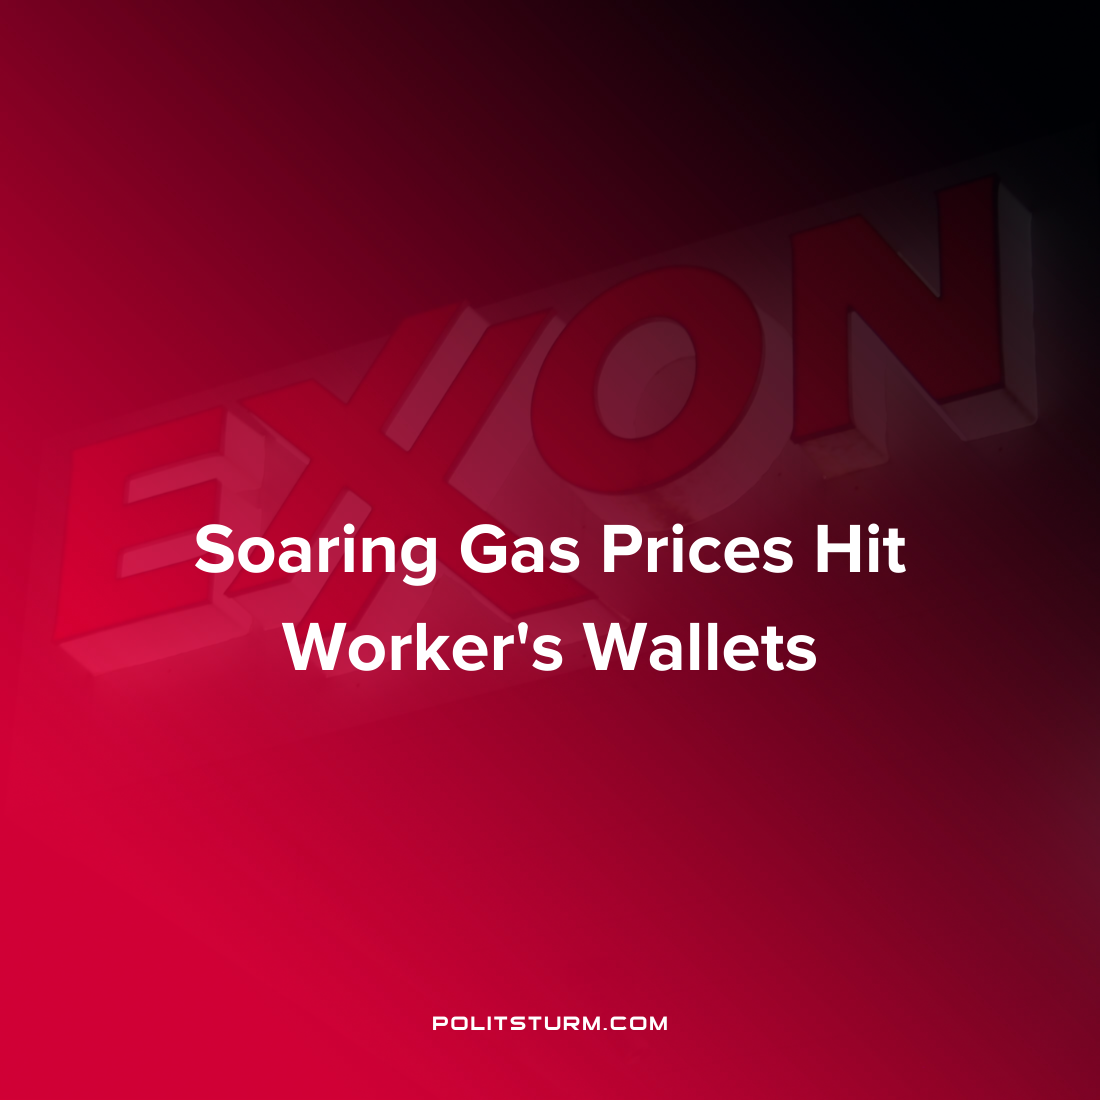 EXXON
Soaring Gas Prices Hit
Worker's Wallets
POLITSTURM.COM